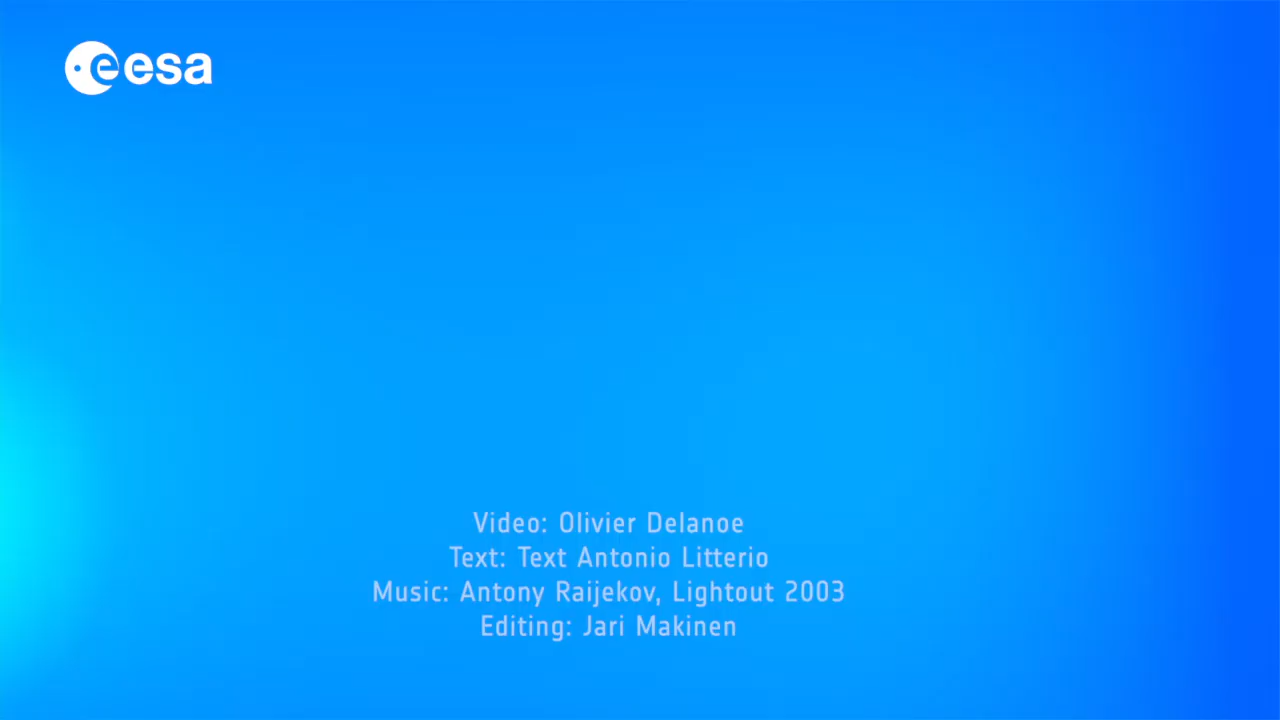 esa
Video: Olivier Delanoe
Text: Text Antonio Litterio
Music: Antony Raijekov, Lightout 2003
Editing: Jari Makinen